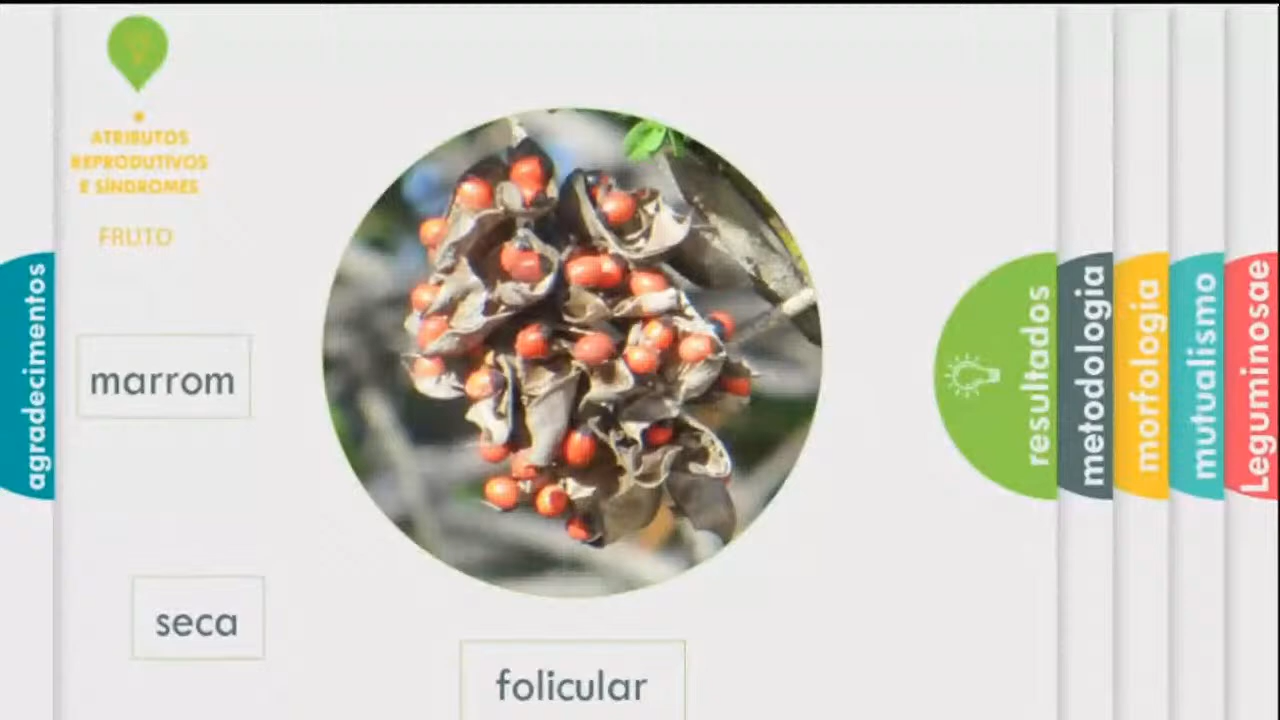 ATRIBUTOS
REPRODUTIVOS
E SÍNDROMES
FRUTO
agradecimentos
marrom
seca
folicular
resultados
metodologia
morfologia
mutualismo
Leguminosae